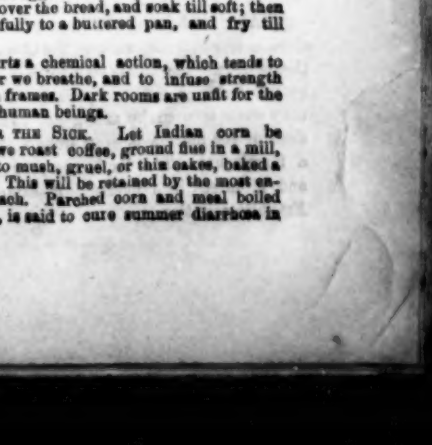 over the bread, and soak till soft; then
fully to a buttered pan, and fry till
rts a chemical action, which tends to
r we breathe, and to infuse strength
frames. Dark rooms are unfit for the
human beings.
THE SICK. Let Indian corn be
we roast coffee, ground fine in a mill,
to mush, gruel, or thin cakes, baked a
This will be retained by the most en-
ach. Parched corn and meal boiled
, is said to cure summer diarrhœa in